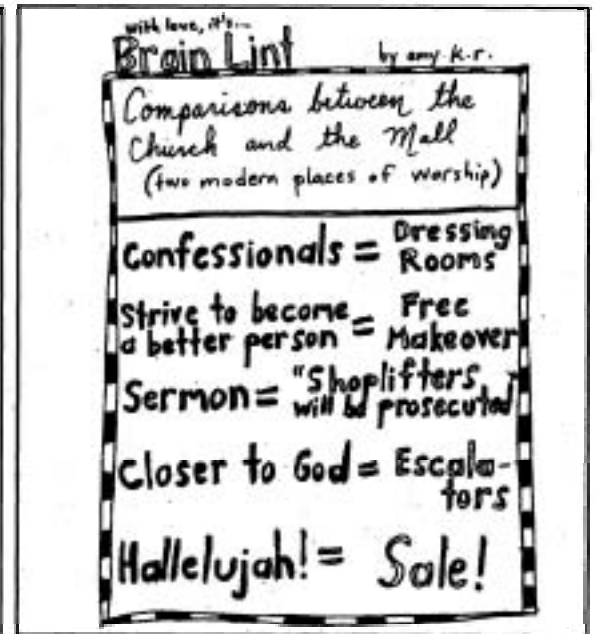 with love, it's...
Brain Lint
by amy k.r.
Comparisons between the
Church and the Mall
(two modern places of worship)
Confessionals = Dressing
Rooms
Strive to become
a better person = Free
Makeover
Sermon = "Shoplifters
will be prosecuted"
Closer to God = Escala-
tors
Hallelujah! = Sale!